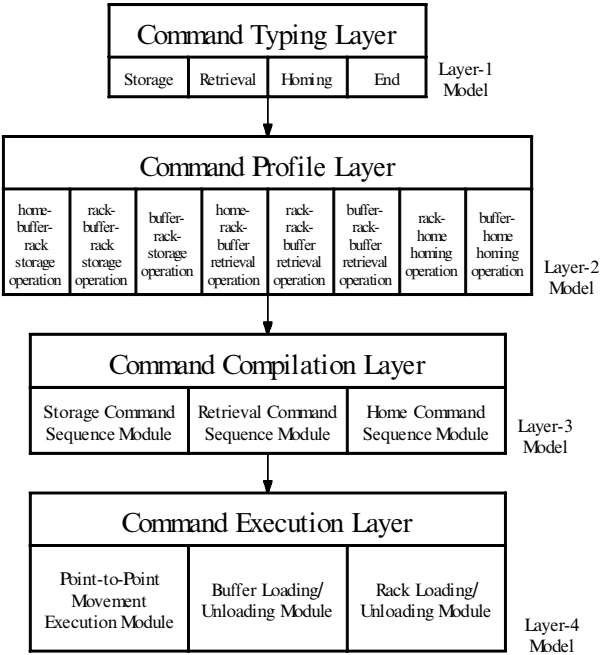 Command Typing Layer
Storage
Retrieval
Homing
End
Layer-1
Model
Command Profile Layer
home-
buffer-
rack
storage
operation
rack-
buffer-
rack
storage
operation
buffer-
rack-
storage
operation
home-
rack-
buffer
retrieval
operation
rack-
rack-
buffer
retrieval
operation
buffer-
rack-
buffer
retrieval
operation
rack-
home
homing
operation
buffer-
home
homing
operation
Layer-2
Model
Command Compilation Layer
Storage Command
Sequence Module
Retrieval Command
Sequence Module
Home Command
Sequence Module
Layer-3
Model
Command Execution Layer
Point-to-Point
Movement
Execution Module
Buffer Loading/
Unloading Module
Rack Loading/
Unloading Module
Layer-4
Model